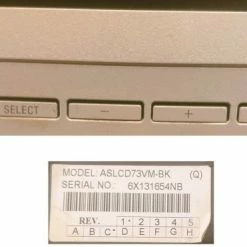 SELECT - +
MODEL: ASLCD73VM-BK (Q)
SERIAL NO.: 6X131654NB
REV. 1* 2 3 4 5
A B C* D F G H